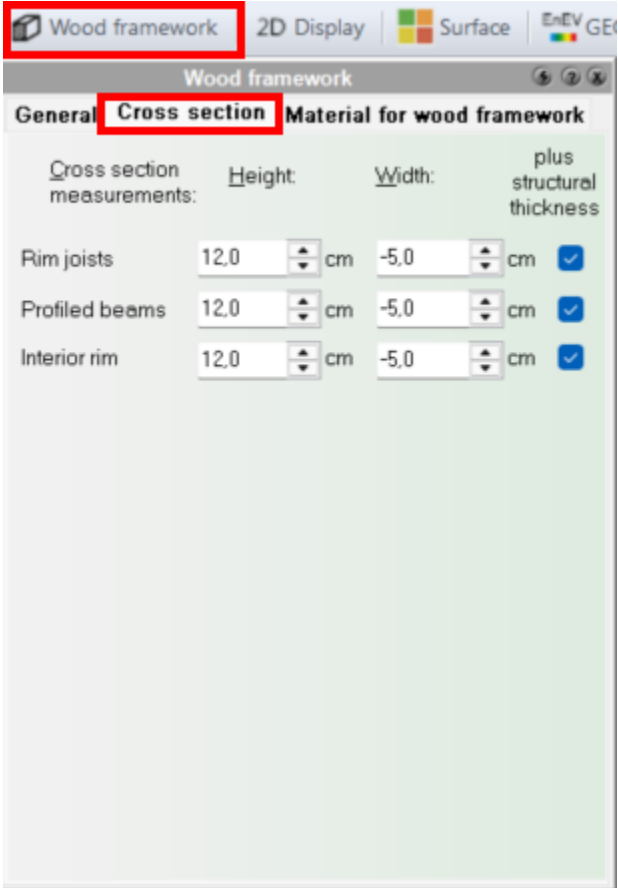 Wood framework 2D Display Surface EnEV GEO
Wood framework
General Cross section Material for wood framework
Cross section measurements: Height: Width: plus structural thickness
Rim joists 12,0 cm -5,0 cm
Profiled beams 12,0 cm -5,0 cm
Interior rim 12,0 cm -5,0 cm